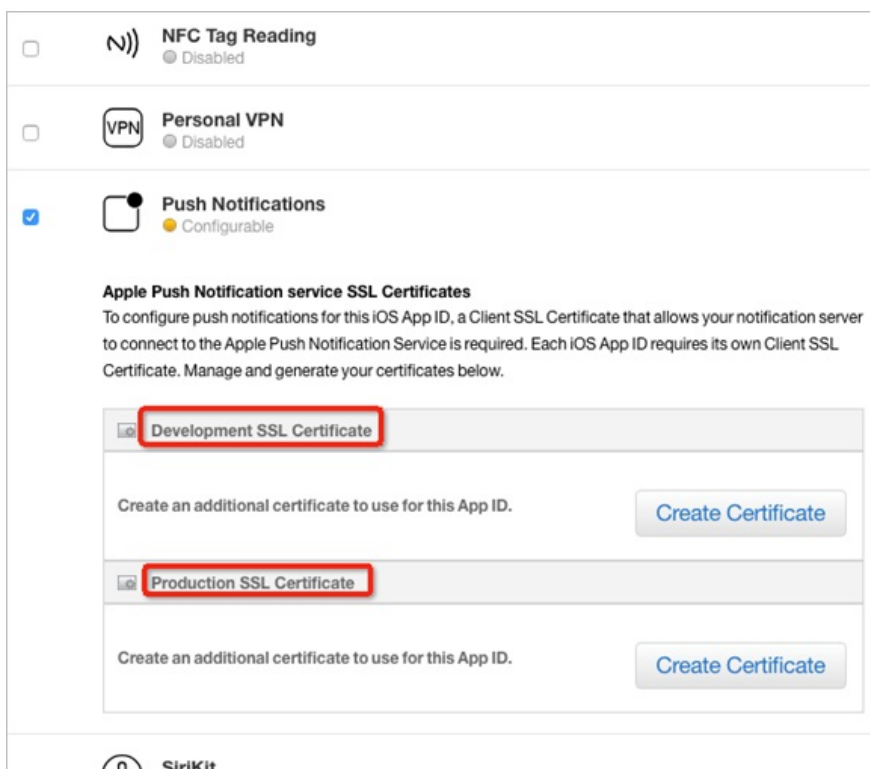 NFC Tag Reading
Disabled
VPN
Personal VPN
Disabled
Push Notifications
Configurable
Apple Push Notification service SSL Certificates
To configure push notifications for this iOS App ID, a Client SSL Certificate that allows your notification server
to connect to the Apple Push Notification Service is required. Each iOS App ID requires its own Client SSL
Certificate. Manage and generate your certificates below.
Development SSL Certificate
Create an additional certificate to use for this App ID.
Create Certificate
Production SSL Certificate
Create an additional certificate to use for this App ID.
Create Certificate
SiriKit